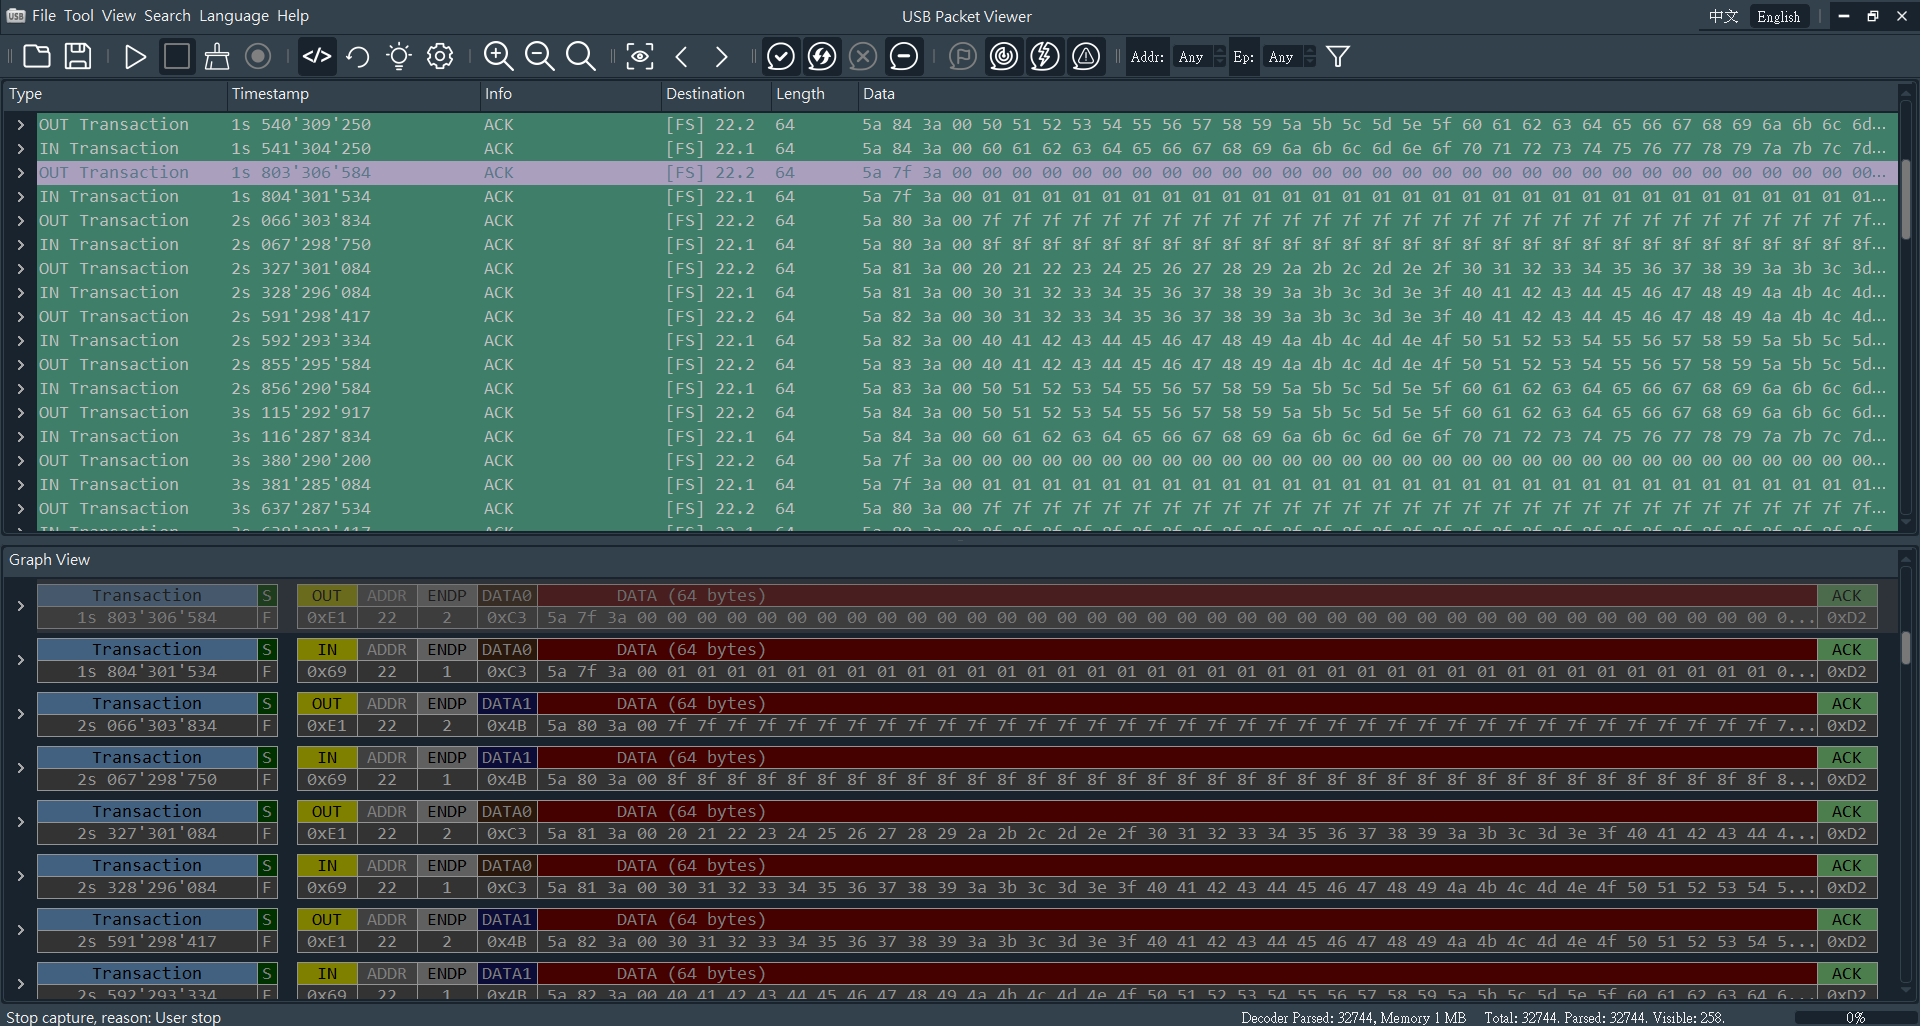 USB File Tool View Search Language Help
USB Packet Viewer
中文 English
</> Addr: Any Ep: Any
Type Timestamp Info Destination Length Data
OUT Transaction 1s 540'309'250 ACK [FS] 22.2 64 5a 84 3a 00 50 51 52 53 54 55 56 57 58 59 5a 5b 5c 5d 5e 5f 60 61 62 63 64 65 66 67 68 69 6a 6b 6c 6d...
IN Transaction 1s 541'304'250 ACK [FS] 22.1 64 5a 84 3a 00 60 61 62 63 64 65 66 67 68 69 6a 6b 6c 6d 6e 6f 70 71 72 73 74 75 76 77 78 79 7a 7b 7c 7d...
OUT Transaction 1s 803'306'584 ACK [FS] 22.2 64 5a 7f 3a 00 00 00 00 00 00 00 00 00 00 00 00 00 00 00 00 00 00 00 00 00 00 00 00 00 00 00 00 00 00 00...
IN Transaction 1s 804'301'534 ACK [FS] 22.1 64 5a 7f 3a 00 01 01 01 01 01 01 01 01 01 01 01 01 01 01 01 01 01 01 01 01 01 01 01 01 01 01 01 01 01 01...
OUT Transaction 2s 066'303'834 ACK [FS] 22.2 64 5a 80 3a 00 7f 7f 7f 7f 7f 7f 7f 7f 7f 7f 7f 7f 7f 7f 7f 7f 7f 7f 7f 7f 7f 7f 7f 7f 7f 7f 7f 7f 7f 7f...
IN Transaction 2s 067'298'750 ACK [FS] 22.1 64 5a 80 3a 00 8f 8f 8f 8f 8f 8f 8f 8f 8f 8f 8f 8f 8f 8f 8f 8f 8f 8f 8f 8f 8f 8f 8f 8f 8f 8f 8f 8f 8f 8f...
OUT Transaction 2s 327'301'084 ACK [FS] 22.2 64 5a 81 3a 00 20 21 22 23 24 25 26 27 28 29 2a 2b 2c 2d 2e 2f 30 31 32 33 34 35 36 37 38 39 3a 3b 3c 3d...
IN Transaction 2s 328'296'084 ACK [FS] 22.1 64 5a 81 3a 00 30 31 32 33 34 35 36 37 38 39 3a 3b 3c 3d 3e 3f 40 41 42 43 44 45 46 47 48 49 4a 4b 4c 4d...
OUT Transaction 2s 591'298'417 ACK [FS] 22.2 64 5a 82 3a 00 30 31 32 33 34 35 36 37 38 39 3a 3b 3c 3d 3e 3f 40 41 42 43 44 45 46 47 48 49 4a 4b 4c 4d...
IN Transaction 2s 592'293'334 ACK [FS] 22.1 64 5a 82 3a 00 40 41 42 43 44 45 46 47 48 49 4a 4b 4c 4d 4e 4f 50 51 52 53 54 55 56 57 58 59 5a 5b 5c 5d...
OUT Transaction 2s 855'295'584 ACK [FS] 22.2 64 5a 83 3a 00 40 41 42 43 44 45 46 47 48 49 4a 4b 4c 4d 4e 4f 50 51 52 53 54 55 56 57 58 59 5a 5b 5c 5d...
IN Transaction 2s 856'290'584 ACK [FS] 22.1 64 5a 83 3a 00 50 51 52 53 54 55 56 57 58 59 5a 5b 5c 5d 5e 5f 60 61 62 63 64 65 66 67 68 69 6a 6b 6c 6d...
OUT Transaction 3s 115'292'917 ACK [FS] 22.2 64 5a 84 3a 00 50 51 52 53 54 55 56 57 58 59 5a 5b 5c 5d 5e 5f 60 61 62 63 64 65 66 67 68 69 6a 6b 6c 6d...
IN Transaction 3s 116'287'834 ACK [FS] 22.1 64 5a 84 3a 00 60 61 62 63 64 65 66 67 68 69 6a 6b 6c 6d 6e 6f 70 71 72 73 74 75 76 77 78 79 7a 7b 7c 7d...
OUT Transaction 3s 380'290'200 ACK [FS] 22.2 64 5a 7f 3a 00 00 00 00 00 00 00 00 00 00 00 00 00 00 00 00 00 00 00 00 00 00 00 00 00 00 00 00 00 00 00...
IN Transaction 3s 381'285'084 ACK [FS] 22.1 64 5a 7f 3a 00 01 01 01 01 01 01 01 01 01 01 01 01 01 01 01 01 01 01 01 01 01 01 01 01 01 01 01 01 01 01...
OUT Transaction 3s 637'287'534 ACK [FS] 22.2 64 5a 80 3a 00 7f 7f 7f 7f 7f 7f 7f 7f 7f 7f 7f 7f 7f 7f 7f 7f 7f 7f 7f 7f 7f 7f 7f 7f 7f 7f 7f 7f 7f 7f...
Graph View
Transaction S OUT ADDR ENDP DATA0 DATA (64 bytes) ACK
1s 803'306'584 F 0xE1 22 2 0xC3 5a 7f 3a 00 00 00 00 00 00 00 00 00 00 00 00 00 00 00 00 00 00 00 00 00 00 00 00 00 00 00 00 00 00 00 00 00 00 00 00 00 0... 0xD2
Transaction S IN ADDR ENDP DATA0 DATA (64 bytes) ACK
1s 804'301'534 F 0x69 22 1 0xC3 5a 7f 3a 00 01 01 01 01 01 01 01 01 01 01 01 01 01 01 01 01 01 01 01 01 01 01 01 01 01 01 01 01 01 01 01 01 01 01 01 01 01 0... 0xD2
Transaction S OUT ADDR ENDP DATA1 DATA (64 bytes) ACK
2s 066'303'834 F 0xE1 22 2 0x4B 5a 80 3a 00 7f 7f 7f 7f 7f 7f 7f 7f 7f 7f 7f 7f 7f 7f 7f 7f 7f 7f 7f 7f 7f 7f 7f 7f 7f 7f 7f 7f 7f 7f 7f 7f 7f 7f 7f 7f 7f 7... 0xD2
Transaction S IN ADDR ENDP DATA1 DATA (64 bytes) ACK
2s 067'298'750 F 0x69 22 1 0x4B 5a 80 3a 00 8f 8f 8f 8f 8f 8f 8f 8f 8f 8f 8f 8f 8f 8f 8f 8f 8f 8f 8f 8f 8f 8f 8f 8f 8f 8f 8f 8f 8f 8f 8f 8f 8f 8f 8f 8f 8f 8... 0xD2
Transaction S OUT ADDR ENDP DATA0 DATA (64 bytes) ACK
2s 327'301'084 F 0xE1 22 2 0xC3 5a 81 3a 00 20 21 22 23 24 25 26 27 28 29 2a 2b 2c 2d 2e 2f 30 31 32 33 34 35 36 37 38 39 3a 3b 3c 3d 3e 3f 40 41 42 43 44 4... 0xD2
Transaction S IN ADDR ENDP DATA0 DATA (64 bytes) ACK
2s 328'296'084 F 0x69 22 1 0xC3 5a 81 3a 00 30 31 32 33 34 35 36 37 38 39 3a 3b 3c 3d 3e 3f 40 41 42 43 44 45 46 47 48 49 4a 4b 4c 4d 4e 4f 50 51 52 53 54 5... 0xD2
Transaction S OUT ADDR ENDP DATA1 DATA (64 bytes) ACK
2s 591'298'417 F 0xE1 22 2 0x4B 5a 82 3a 00 30 31 32 33 34 35 36 37 38 39 3a 3b 3c 3d 3e 3f 40 41 42 43 44 45 46 47 48 49 4a 4b 4c 4d 4e 4f 50 51 52 53 54 5... 0xD2
Transaction S IN ADDR ENDP DATA1 DATA (64 bytes) ACK
2s 592'293'334 F 0x69 22 1 0x4B 5a 82 3a 00 40 41 42 43 44 45 46 47 48 49 4a 4b 4c 4d 4e 4f 50 51 52 53 54 55 56 57 58 59 5a 5b 5c 5d 5e 5f 60 61 62 63 64 6... 0xD2
Stop capture, reason: User stop Decoder Parsed: 32744, Memory 1 MB Total: 32744. Parsed: 32744. Visible: 258. 0%